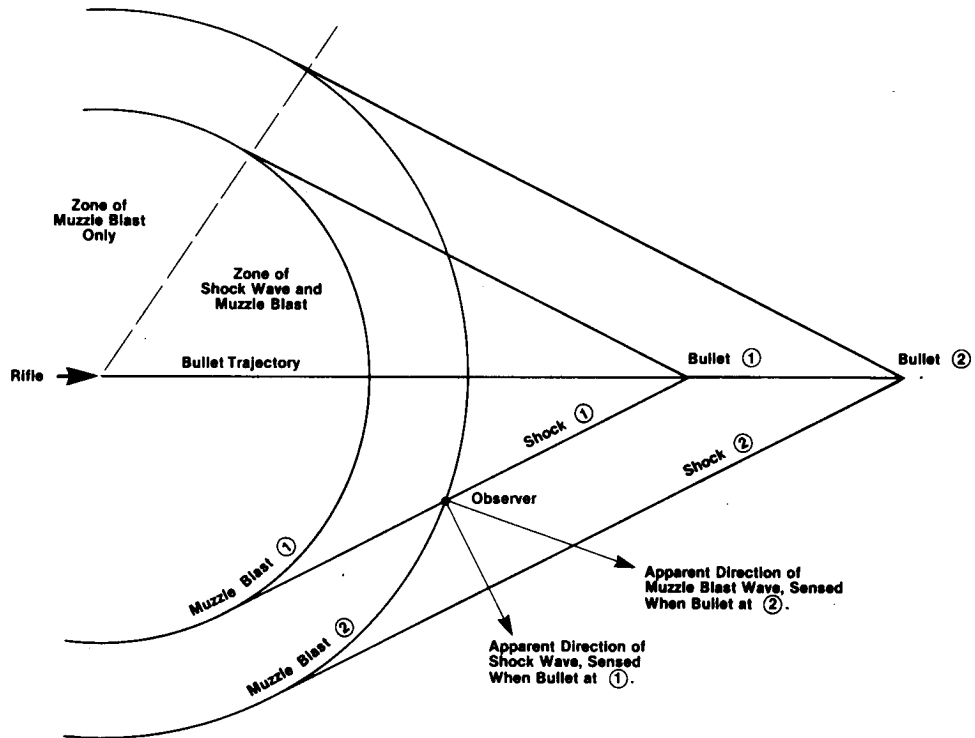 Zone of
Muzzle Blast
Only
Zone of
Shock Wave and
Muzzle Blast
Rifle
Bullet Trajectory
Bullet ①
Bullet ②
Shock ①
Shock ②
Observer
Muzzle Blast ①
Muzzle Blast ②
Apparent Direction of
Muzzle Blast Wave, Sensed
When Bullet at ②.
Apparent Direction of
Shock Wave, Sensed
When Bullet at ①.